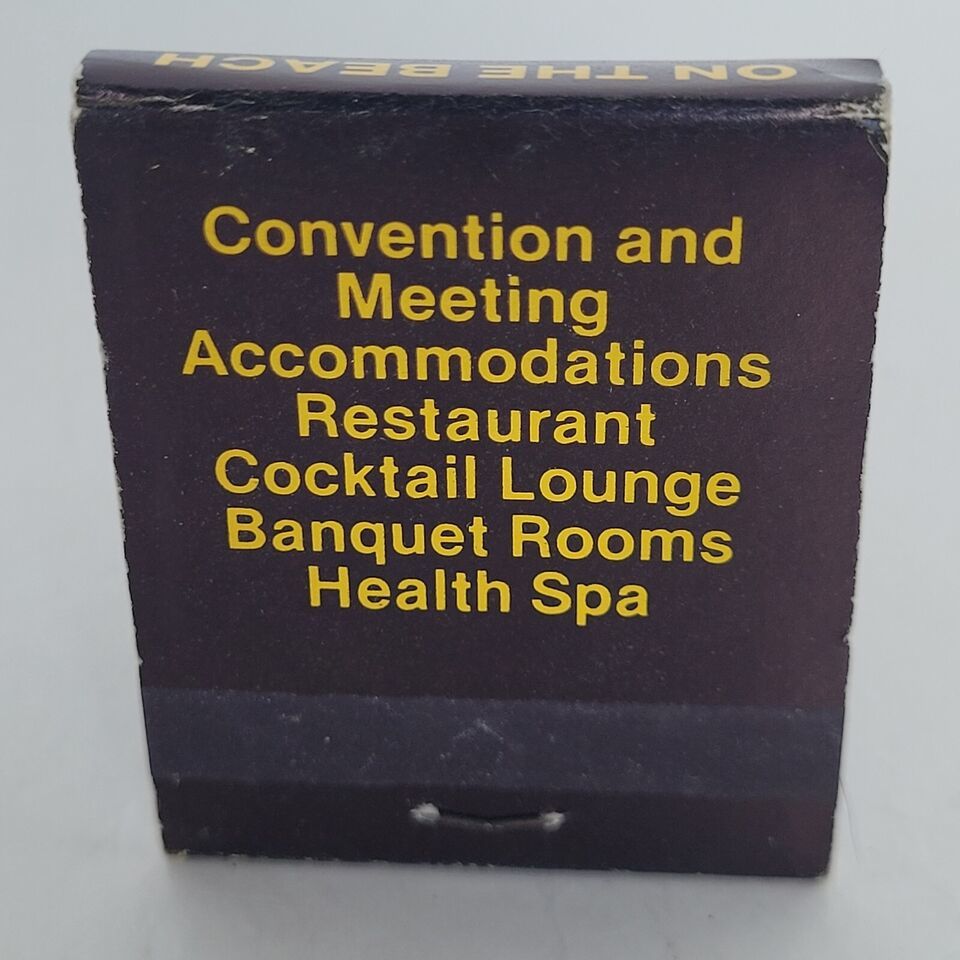 ON THE BEACH
Convention and
Meeting
Accommodations
Restaurant
Cocktail Lounge
Banquet Rooms
Health Spa